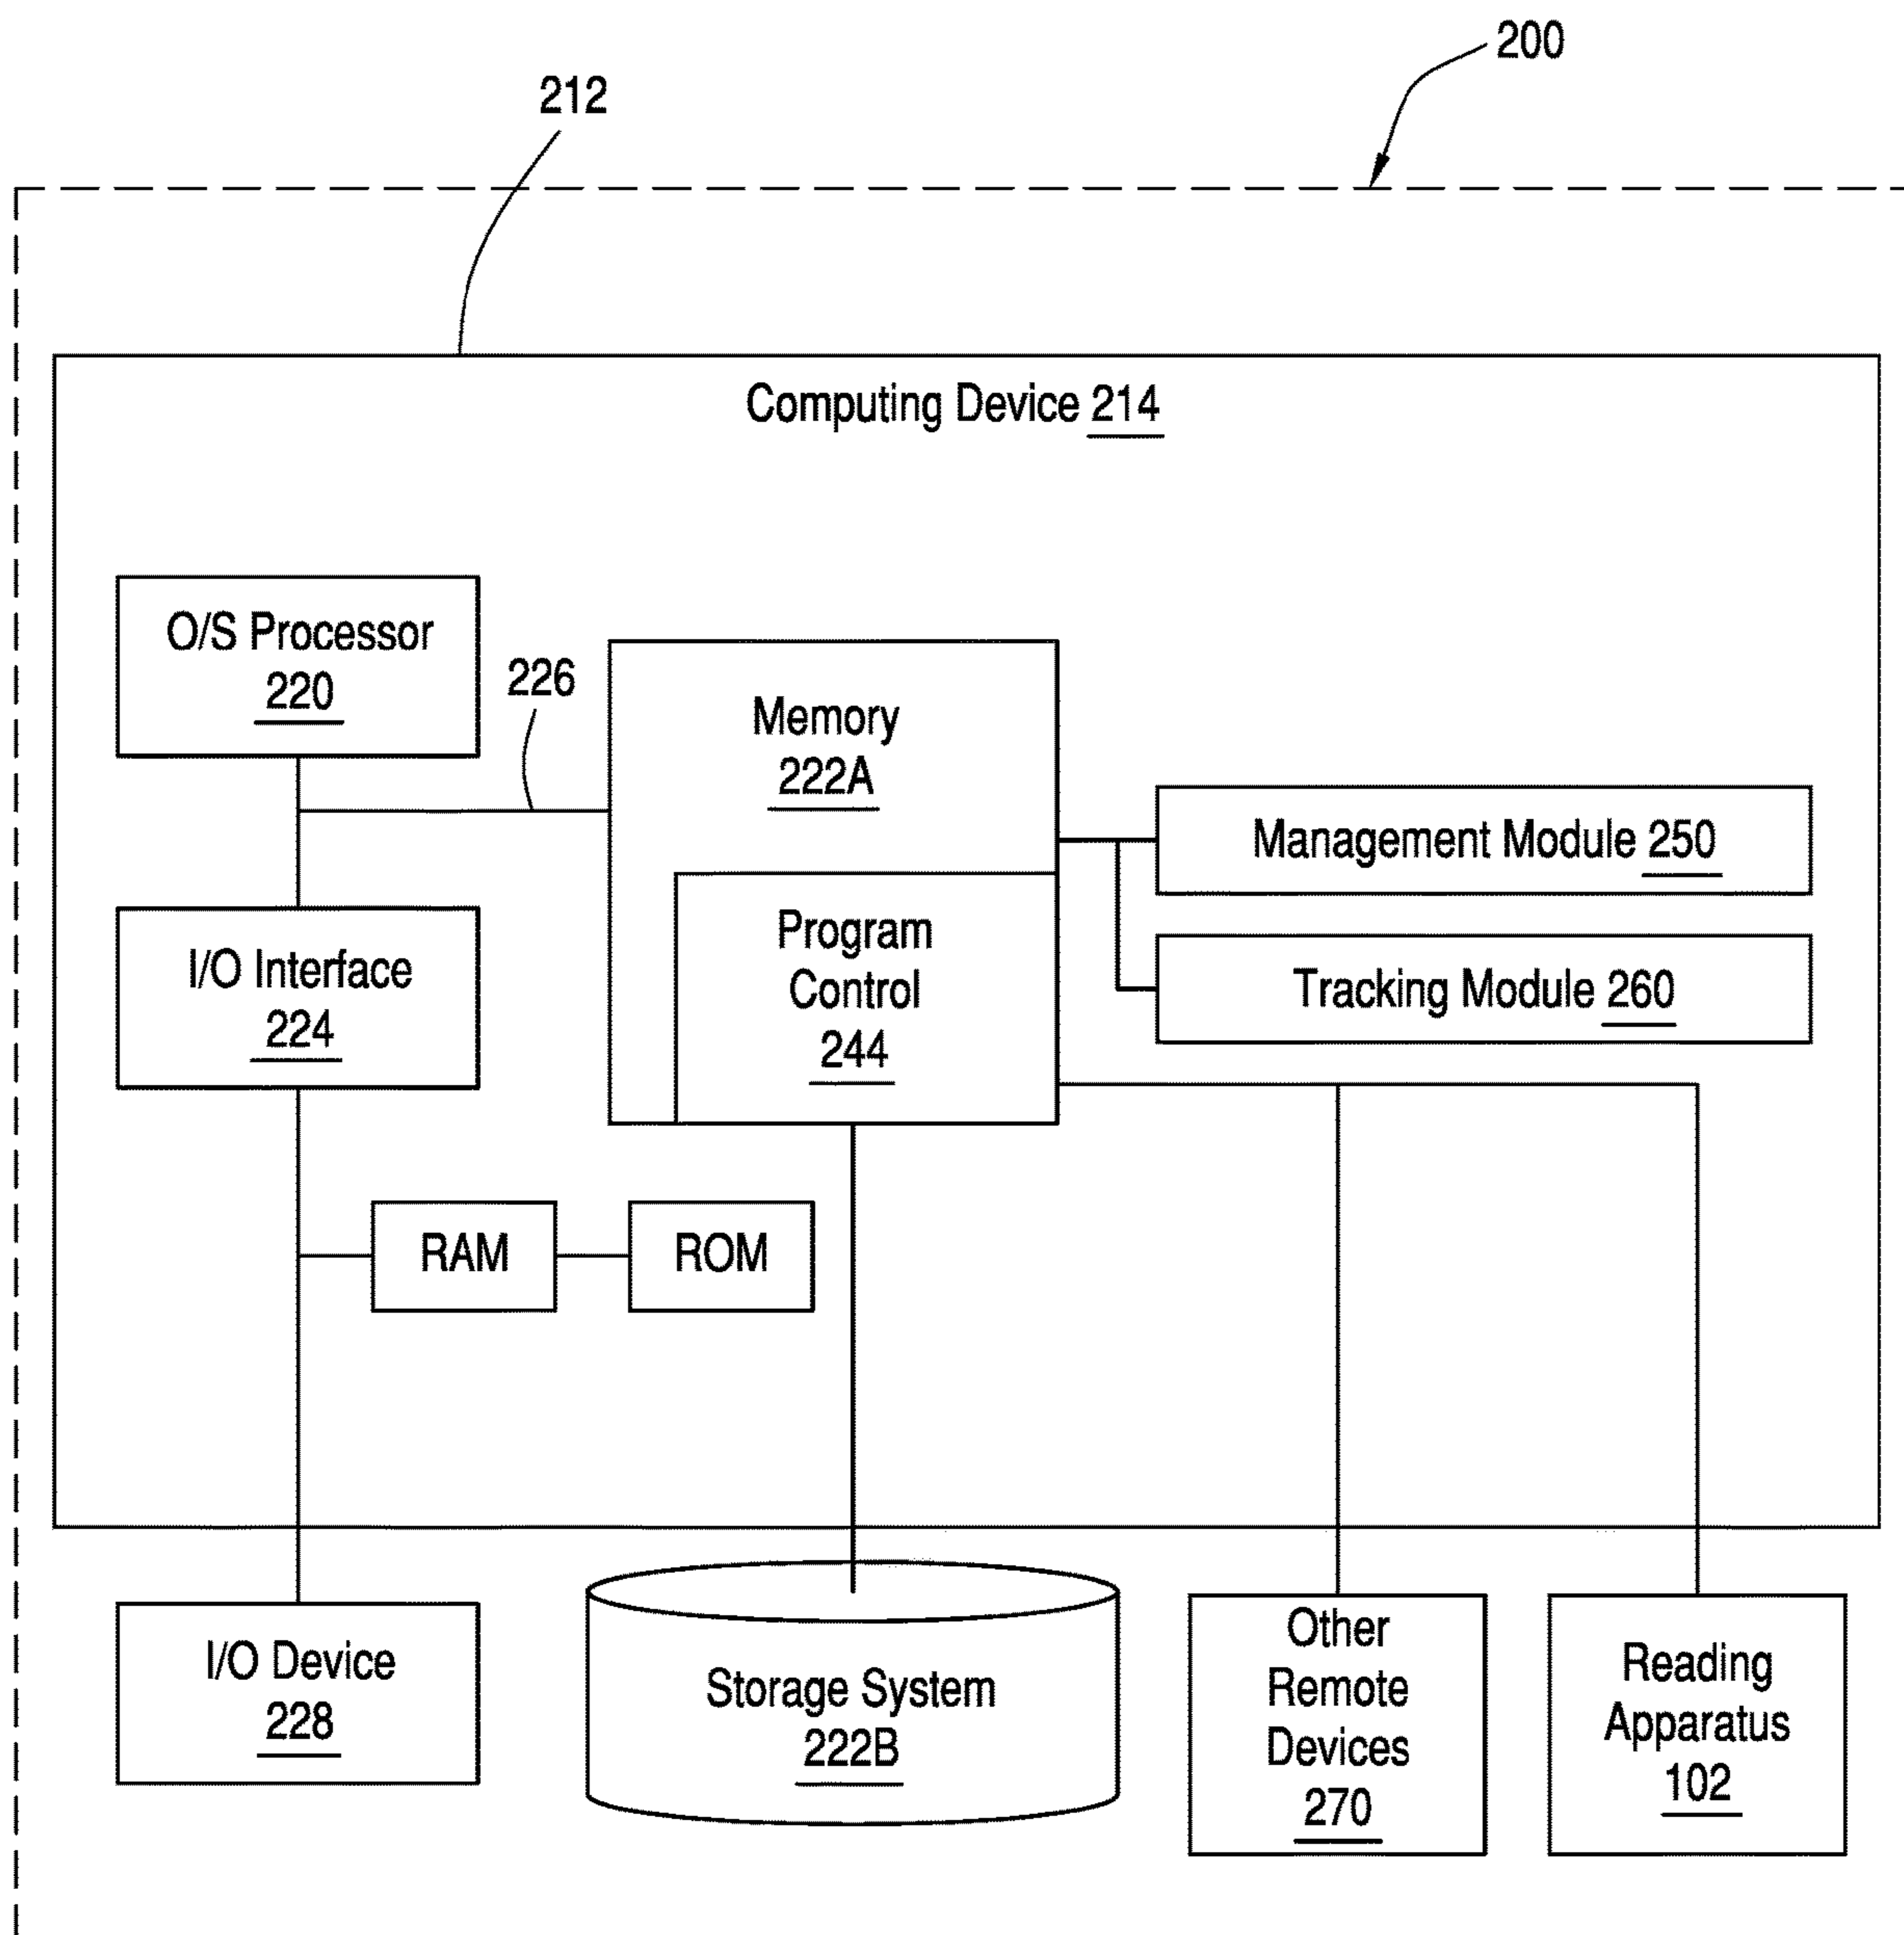 200
212
Computing Device 214
O/S Processor
220
226
Memory
222A
Management Module 250
Program
Control
244
I/O Interface
224
Tracking Module 260
RAM
ROM
I/O Device
228
Storage System
222B
Other
Remote
Devices
270
Reading
Apparatus
102